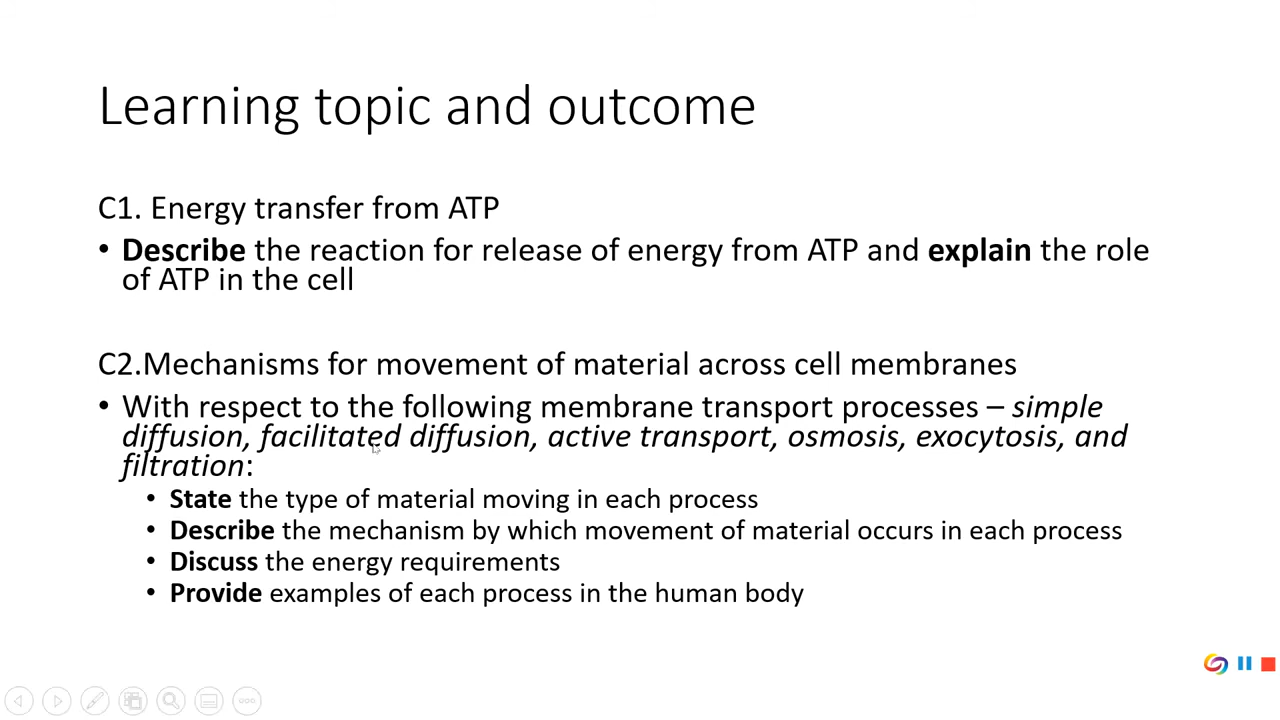 Learning topic and outcome
C1. Energy transfer from ATP
• Describe the reaction for release of energy from ATP and explain the role
of ATP in the cell
C2.Mechanisms for movement of material across cell membranes
• With respect to the following membrane transport processes – simple
diffusion, facilitated diffusion, active transport, osmosis, exocytosis, and
filtration:
• State the type of material moving in each process
• Describe the mechanism by which movement of material occurs in each process
• Discuss the energy requirements
• Provide examples of each process in the human body